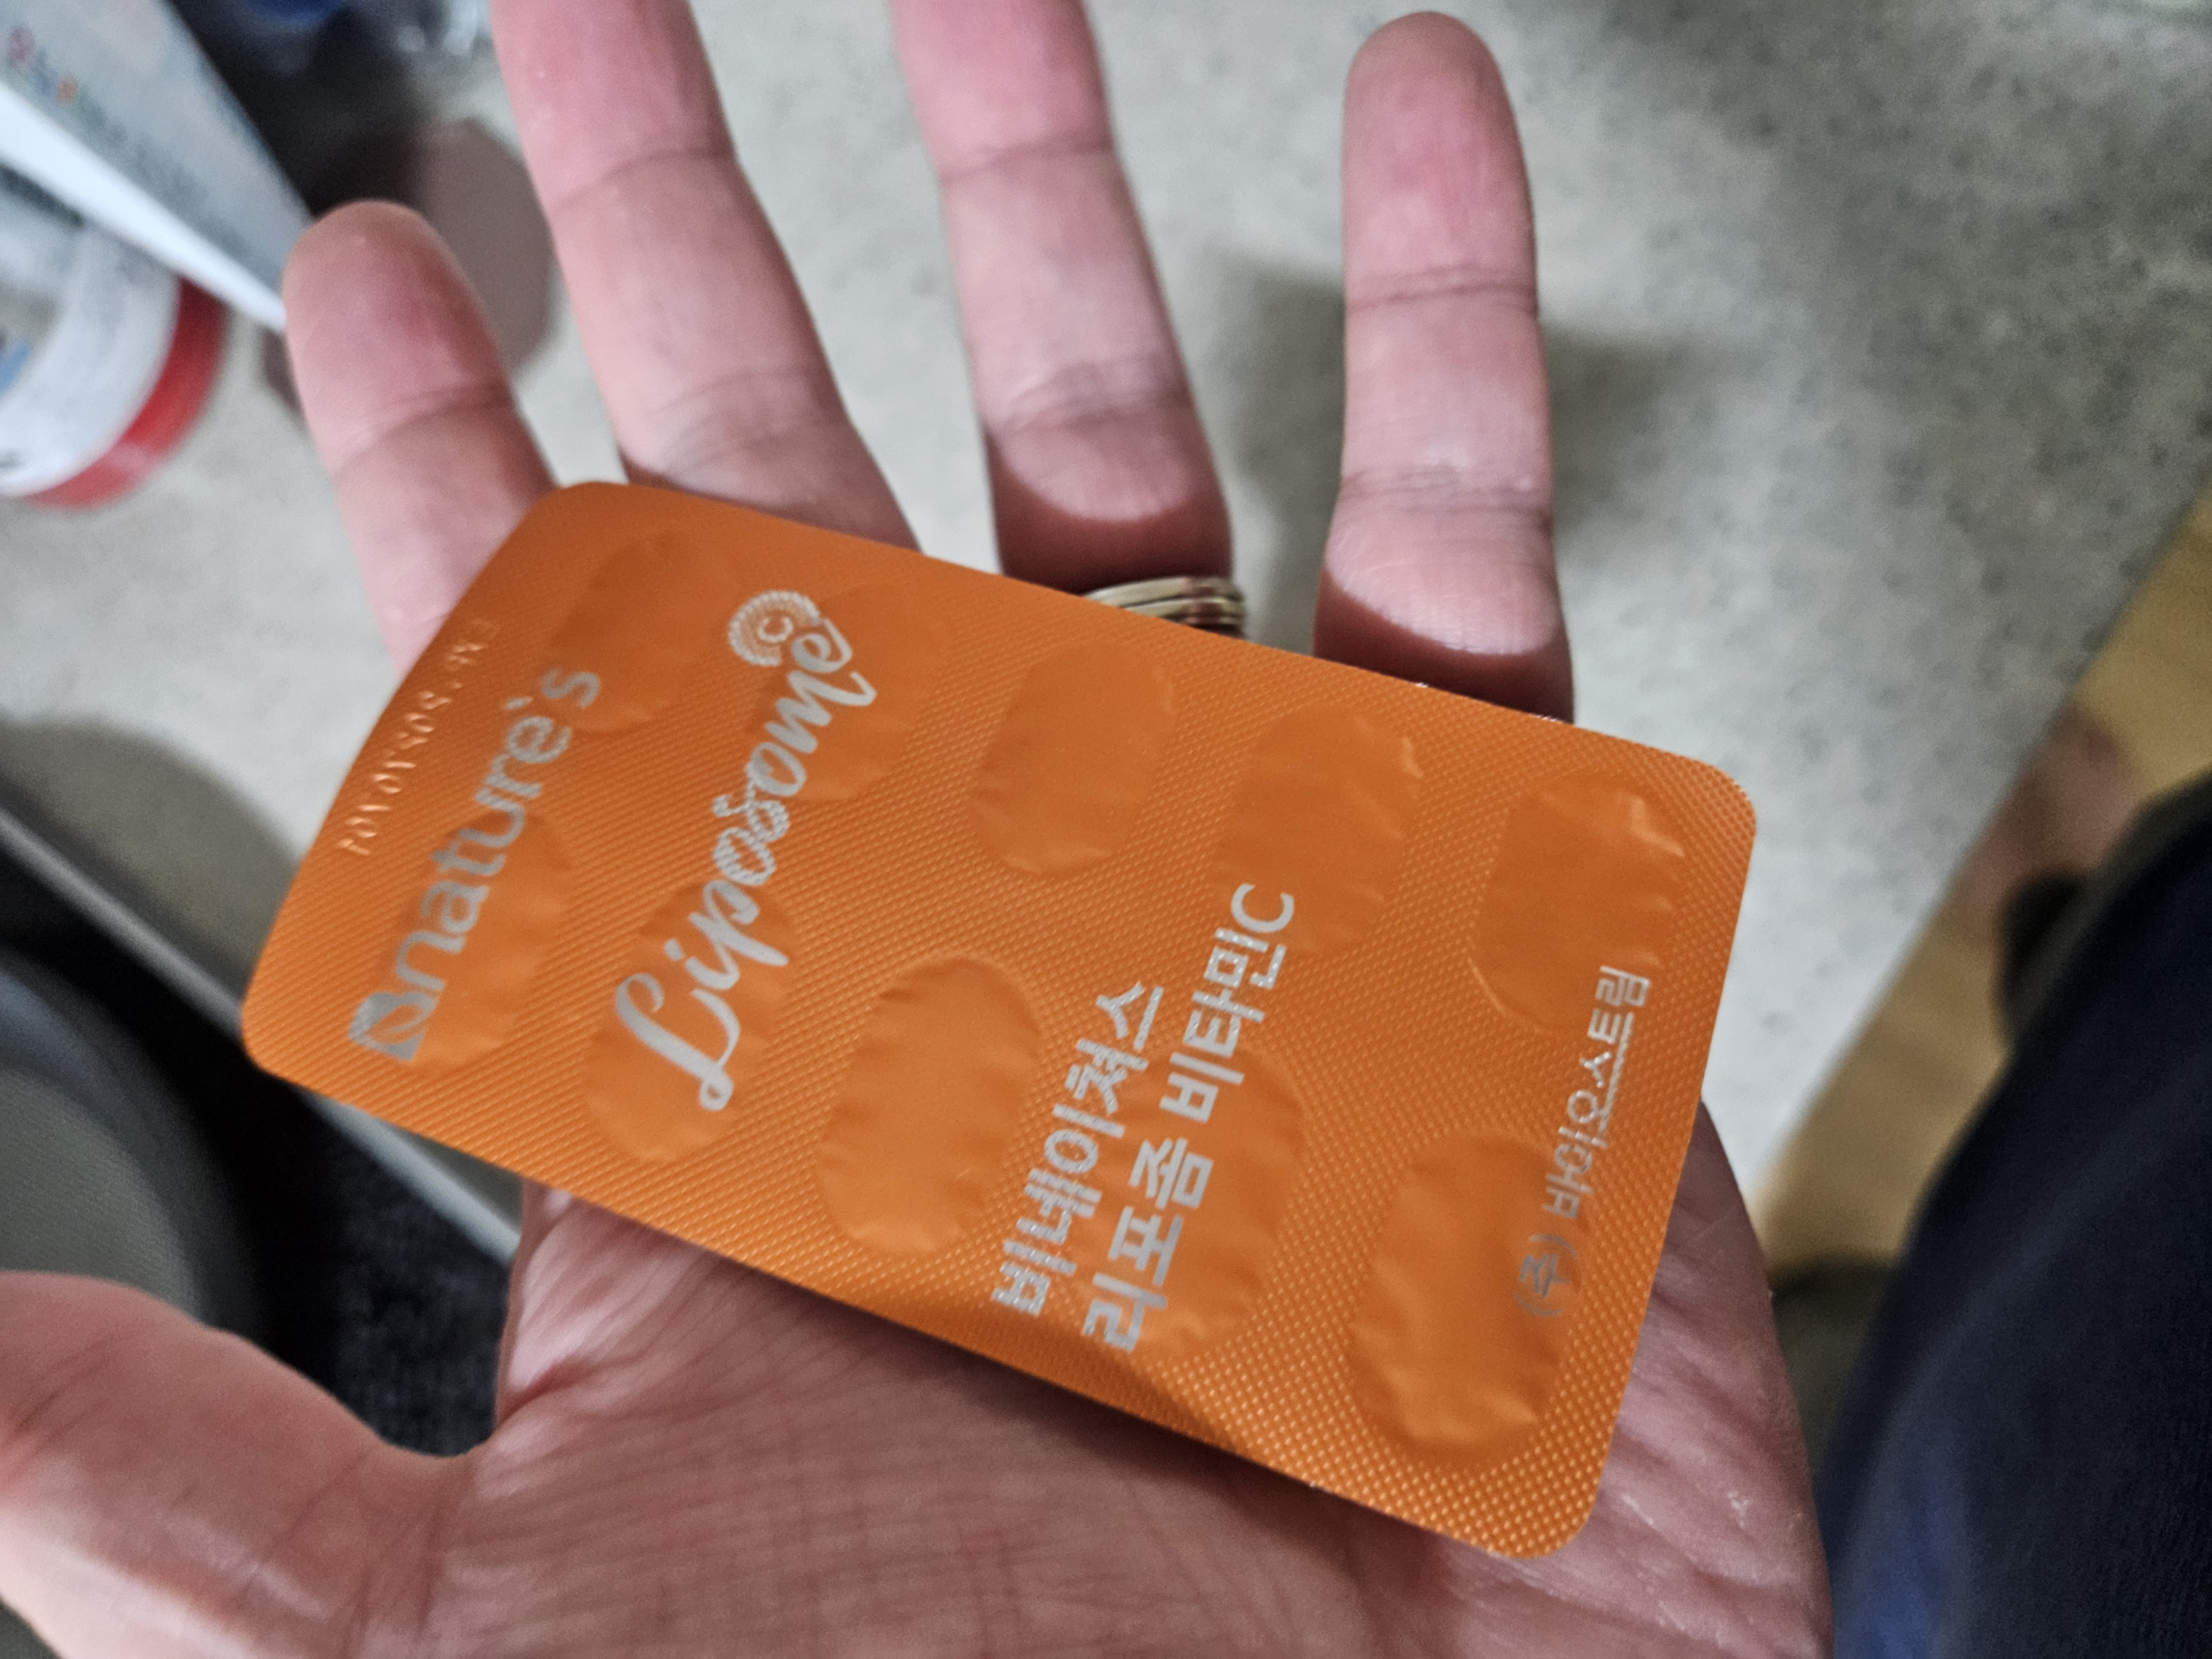 nature's
Liposome C
비네이쳐스
리포좀 비타민C
(주)바이오스트림